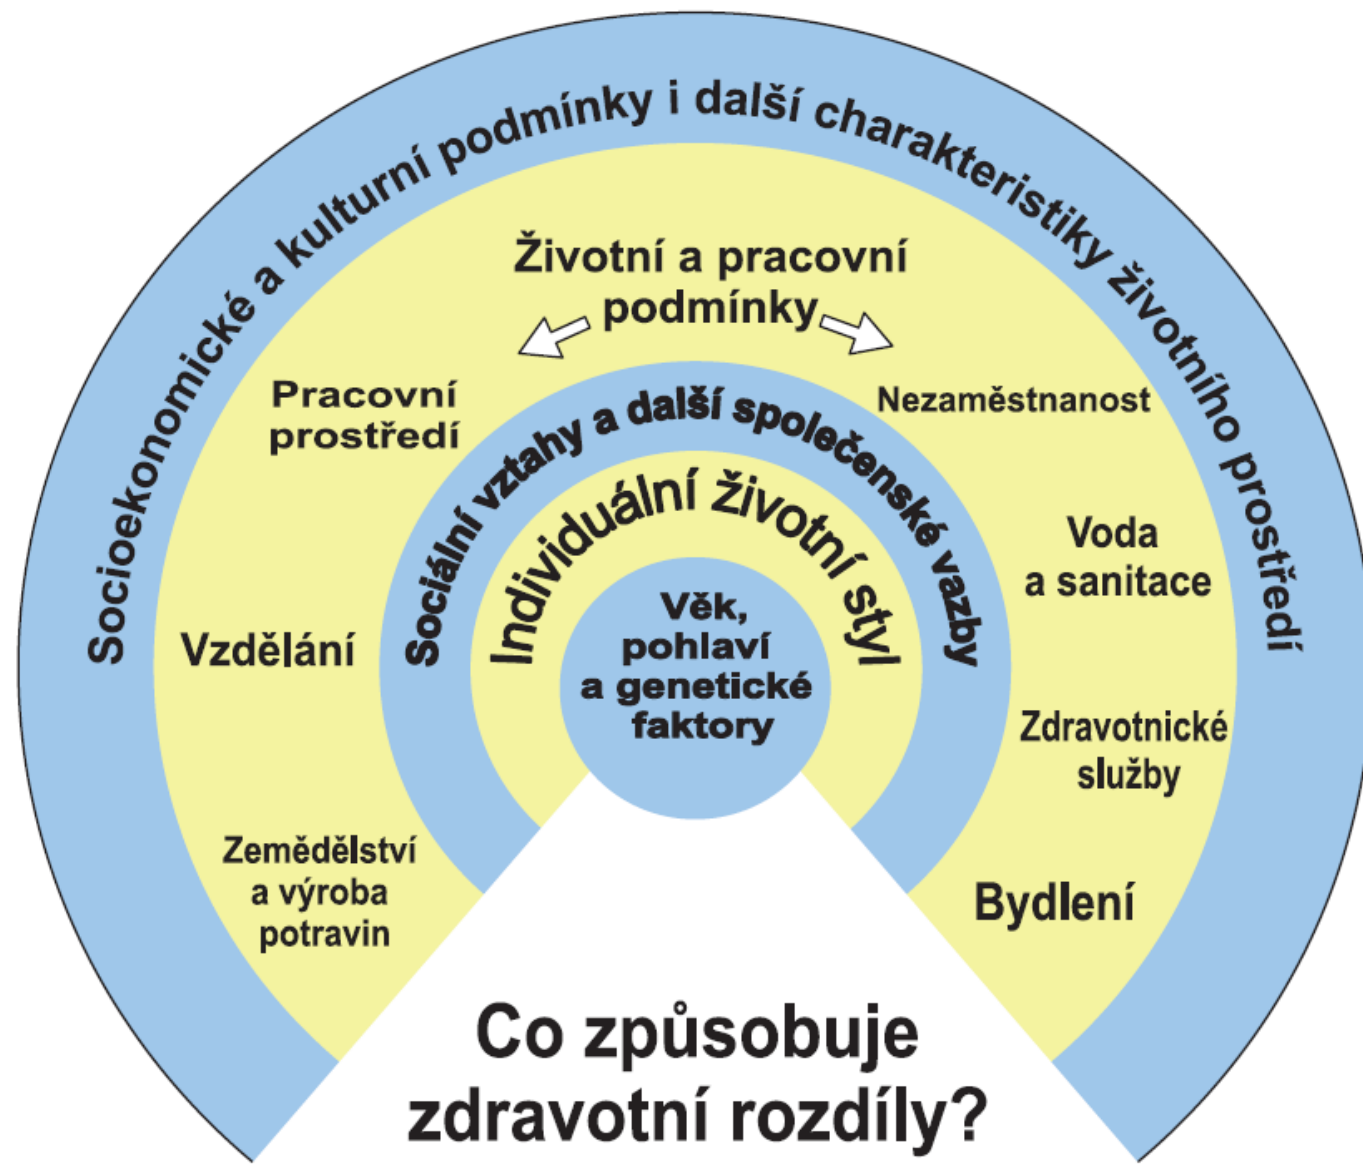 Socioekonomické a kulturní podmínky i další charakteristiky životního prostředí
Životní a pracovní
podmínky
Pracovní
prostředí
Nezaměstnanost
Sociální vztahy a další společenské vazby
Individuální životní styl
Voda
a sanitace
Věk,
pohlaví
a genetické
faktory
Vzdělání
Zdravotnické
služby
Zemědělství
a výroba
potravin
Bydlení
Co způsobuje
zdravotní rozdíly?